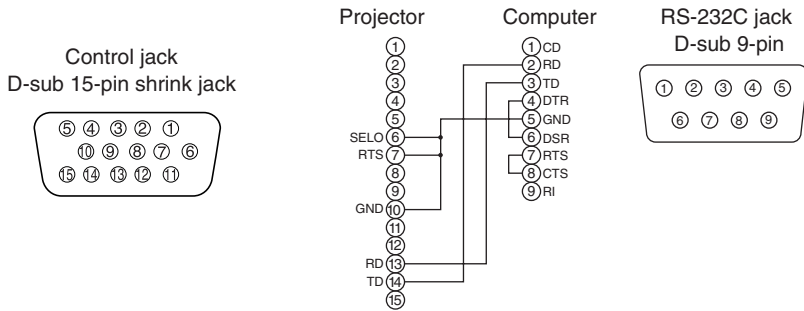 Control jack
D-sub 15-pin shrink jack
5 4 3 2 1
10 9 8 7 6
15 14 13 12 11
Projector
1
2
3
4
5
SELO 6
RTS 7
8
9
GND 10
11
12
RD 13
TD 14
15
Computer
1 CD
2 RD
3 TD
4 DTR
5 GND
6 DSR
7 RTS
8 CTS
9 RI
RS-232C jack
D-sub 9-pin
1 2 3 4 5
6 7 8 9